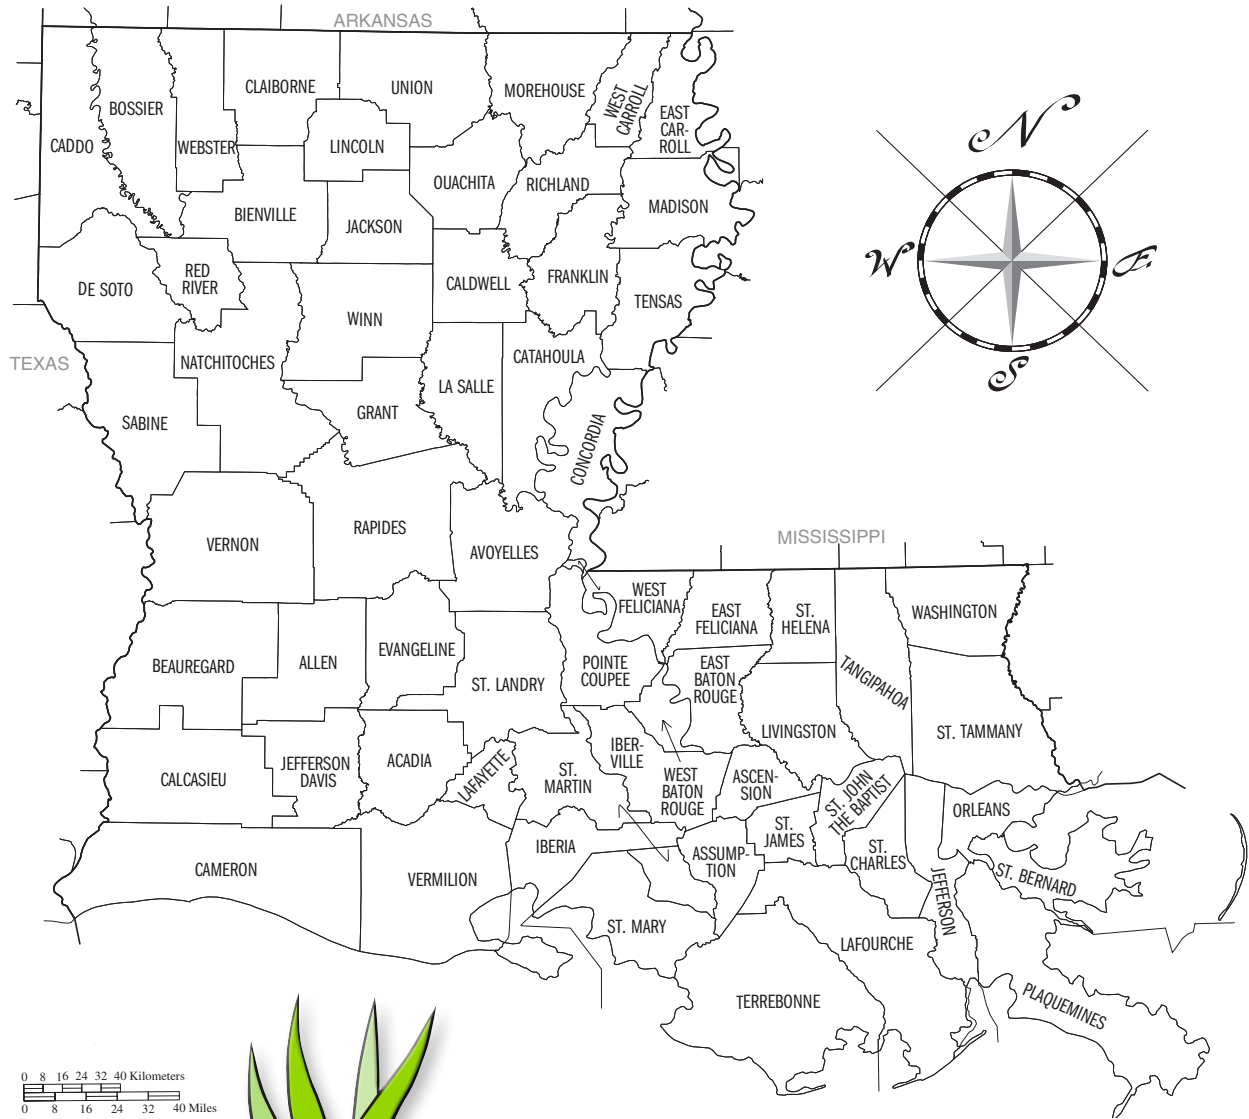 ARKANSAS
CLAIBORNE
UNION
MOREHOUSE
WEST
CARROLL
EAST
CAR-
ROLL
BOSSIER
CADDO
WEBSTER
LINCOLN
OUACHITA
RICHLAND
MADISON
BIENVILLE
JACKSON
RED
RIVER
DE SOTO
CALDWELL
FRANKLIN
TENSAS
WINN
TEXAS
NATCHITOCHES
CATAHOULA
LA SALLE
GRANT
SABINE
CONCORDIA
N
W
E
S
VERNON
RAPIDES
AVOYELLES
MISSISSIPPI
WEST
FELICIANA
EAST
FELICIANA
ST.
HELENA
WASHINGTON
BEAUREGARD
ALLEN
EVANGELINE
ST. LANDRY
POINTE
COUPEE
EAST
BATON
ROUGE
TANGIPAHOA
LIVINGSTON
ST. TAMMANY
CALCASIEU
JEFFERSON
DAVIS
ACADIA
LAFAYETTE
ST.
MARTIN
IBER-
VILLE
WEST
BATON
ROUGE
ASCEN-
SION
ST. JOHN
THE BAPTIST
ORLEANS
ST.
JAMES
ST.
CHARLES
CAMERON
VERMILION
IBERIA
ASSUMP-
TION
JEFFERSON
ST. BERNARD
ST. MARY
LAFOURCHE
TERREBONNE
PLAQUEMINES
0 8 16 24 32 40 Kilometers
0 8 16 24 32 40 Miles